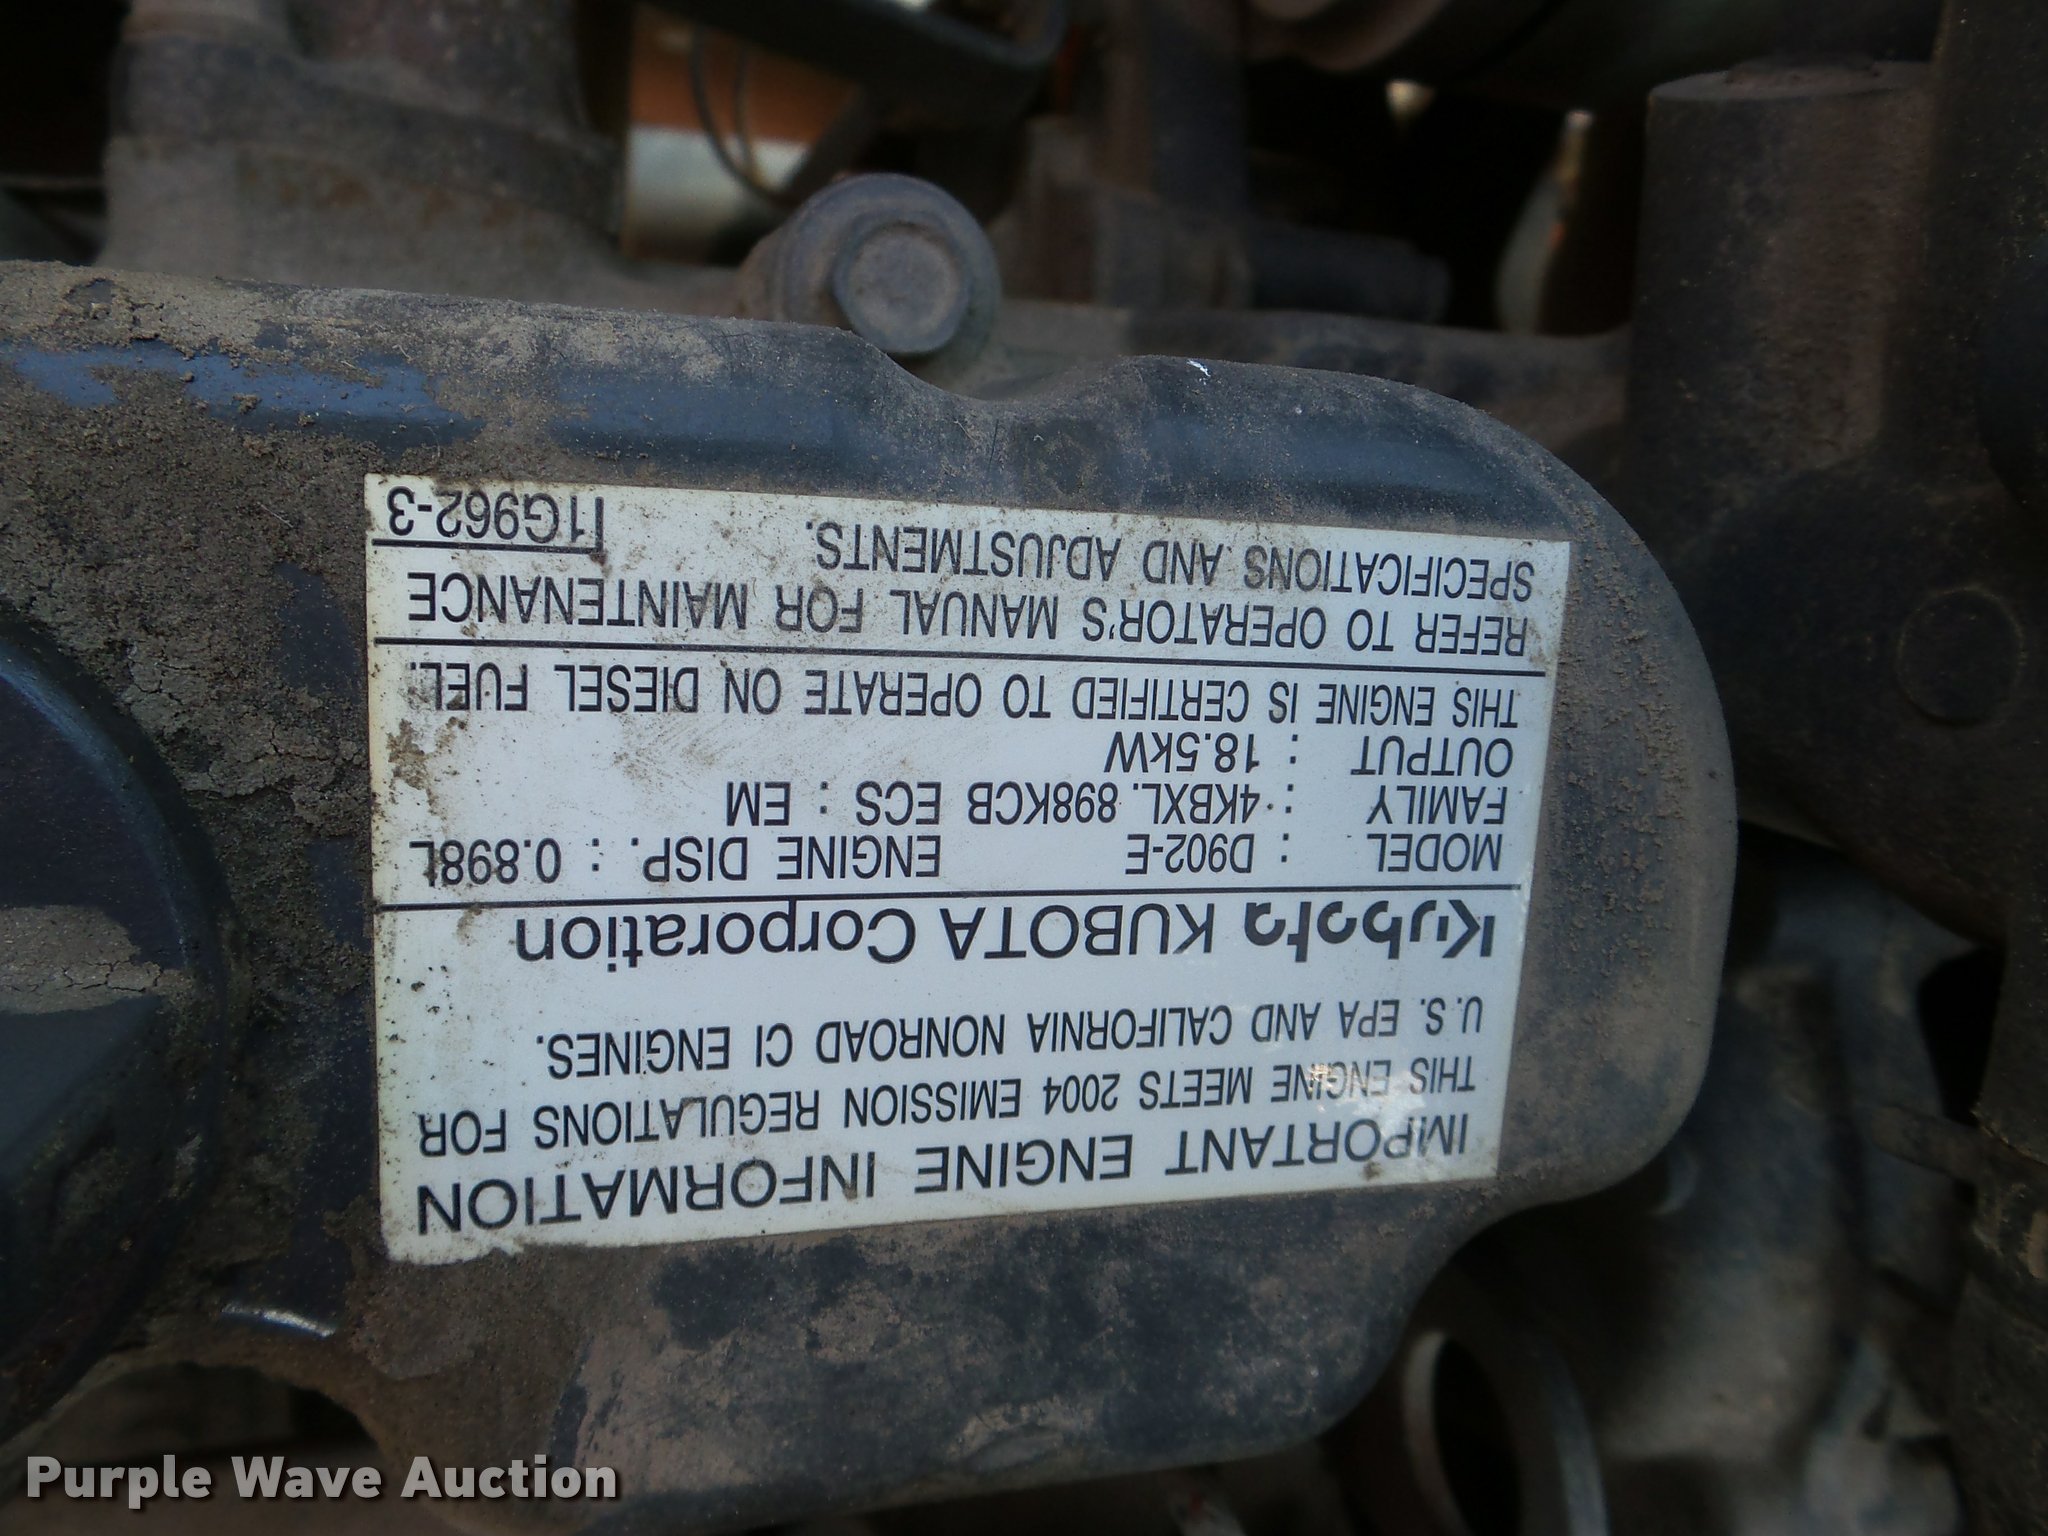 IMPORTANT ENGINE INFORMATION
THIS ENGINE MEETS 2004 EMISSION REGULATIONS FOR
U.S. EPA AND CALIFORNIA NONROAD CI ENGINES.
Kubota KUBOTA Corporation
MODEL : D902-E ENGINE DISP. : 0.898L
FAMILY : 4KBXL. 898KCB ECS : EM
OUTPUT : 18.5kW
THIS ENGINE IS CERTIFIED TO OPERATE ON DIESEL FUEL.
REFER TO OPERATOR'S MANUAL FOR MAINTENANCE
SPECIFICATIONS AND ADJUSTMENTS.
1G962-3
Purple Wave Auction